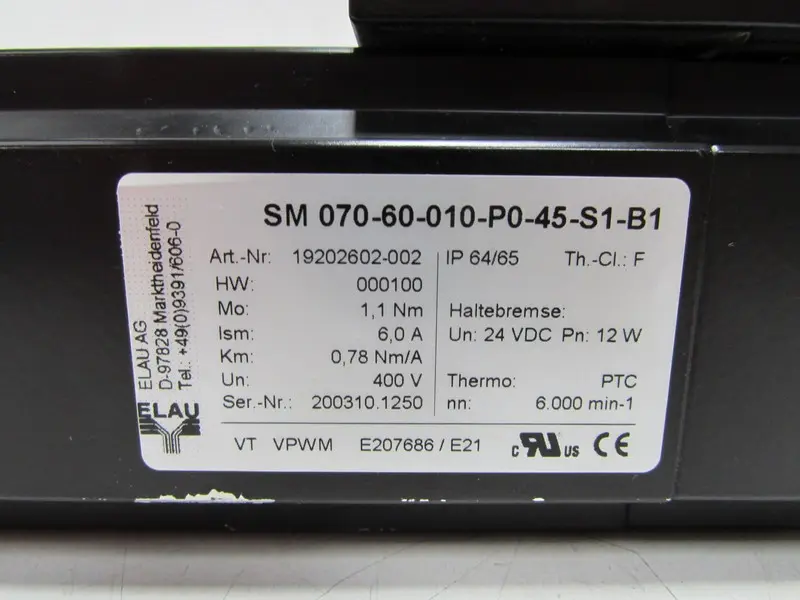 SM 070-60-010-P0-45-S1-B1
Art.-Nr: 19202602-002 IP 64/65 Th.-Cl.: F
HW: 000100
Mo: 1,1 Nm Haltebremse:
Ism: 6,0 A Un: 24 VDC Pn: 12 W
Km: 0,78 Nm/A
Un: 400 V Thermo: PTC
Ser.-Nr.: 200310.1250 nn: 6.000 min-1
VT VPWM E207686 / E21 c RU US CE
ELAU AG
D-97828 Marktheidenfeld
Tel.: +49(0)9391/606-0
ELAU